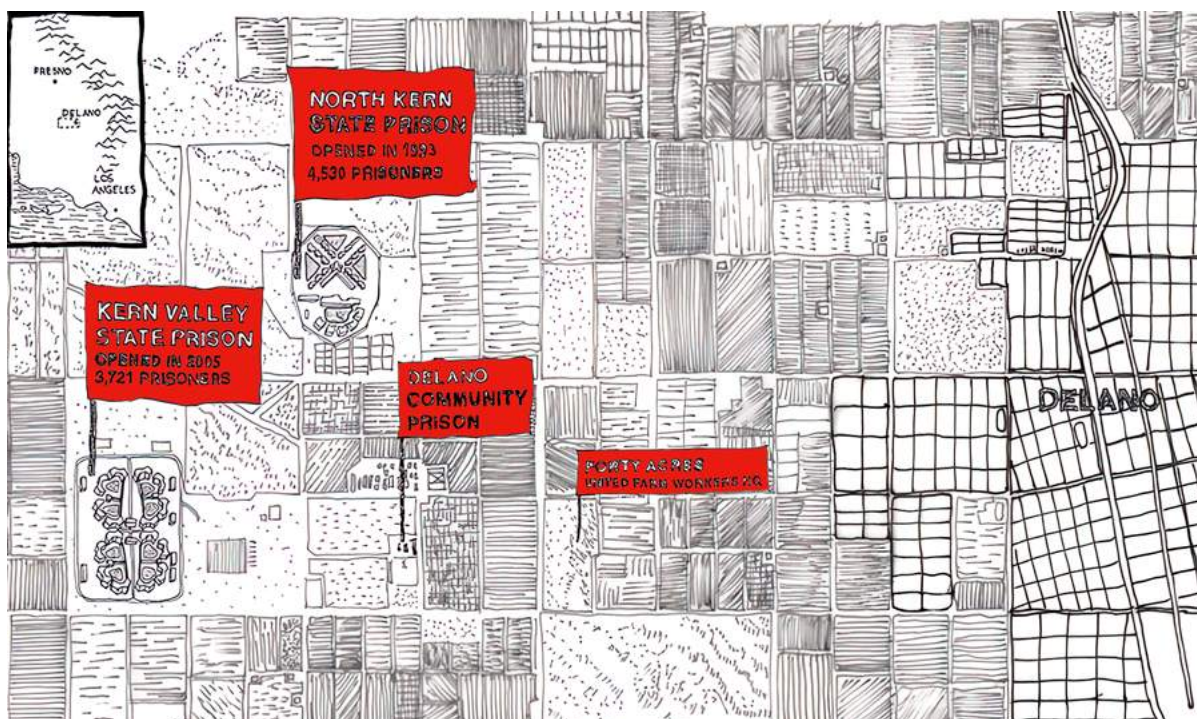 FRESNO
DELANO
LOS
ANGELES
NORTH KERN
STATE PRISON
OPENED IN 1993
4,530 PRISONERS
KERN VALLEY
STATE PRISON
OPENED IN 2005
3,721 PRISONERS
DELANO
COMMUNITY
PRISON
FORTY ACRES
UNITED FARM WORKERS HQ
DELANO